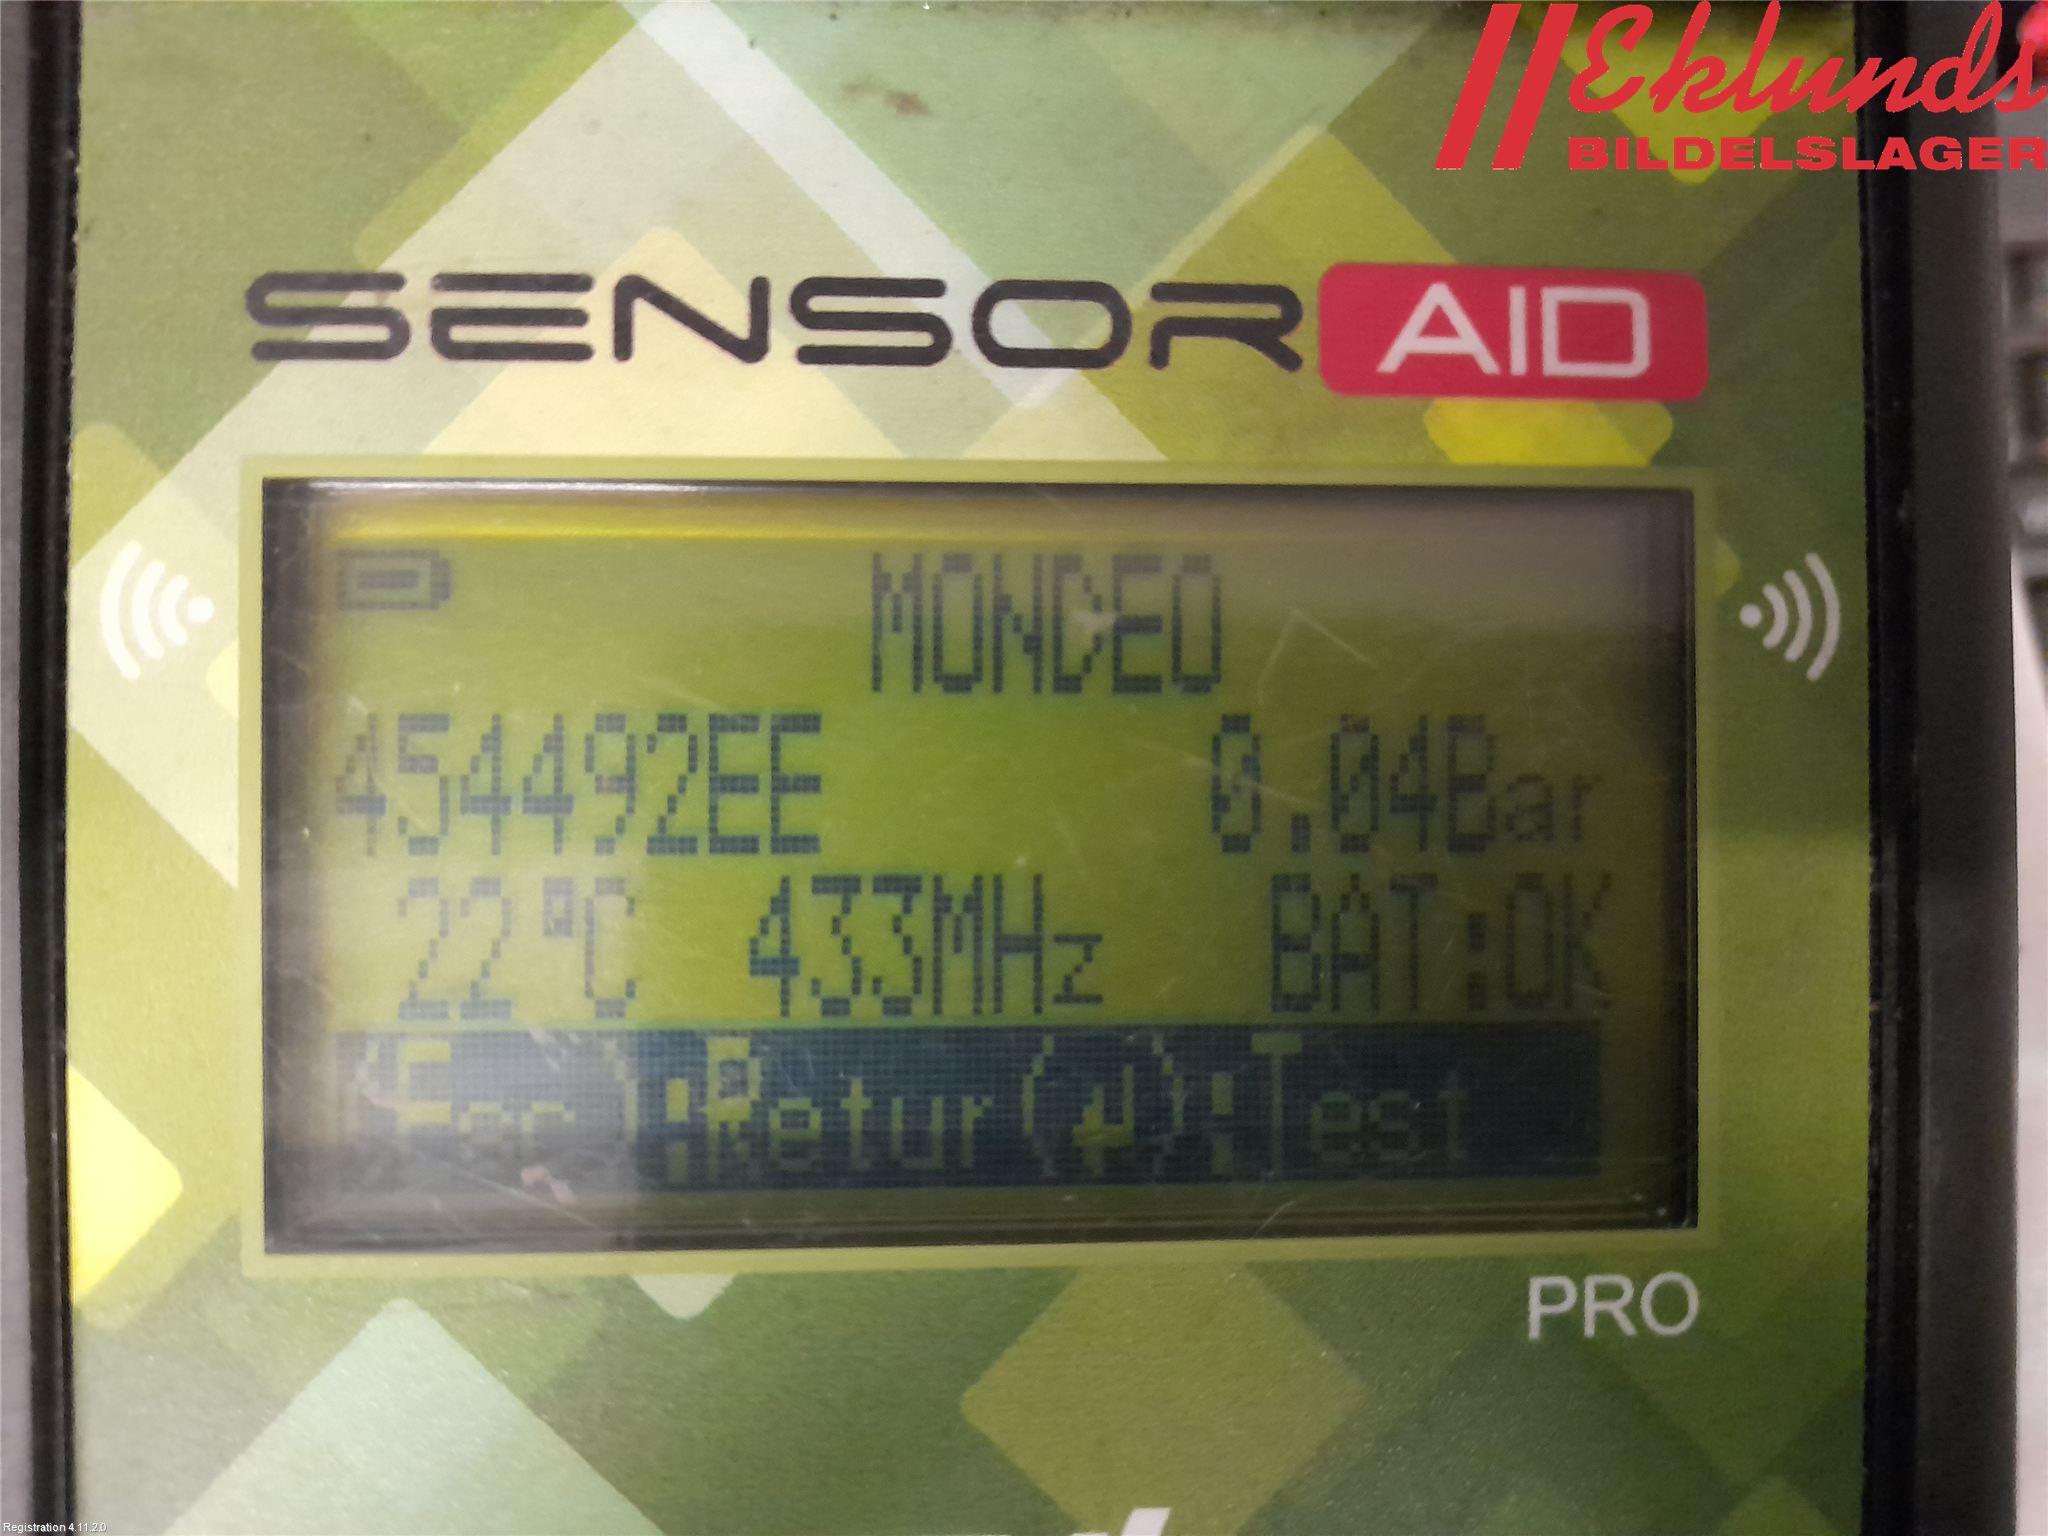 Eklunds
BILDELSLAGER
SENSOR AID
MONDEO
454492EE 0.04Bar
22°C 433MHz BAT:OK
:Retur(↲):Test
PRO
Registration 4.11.2.0